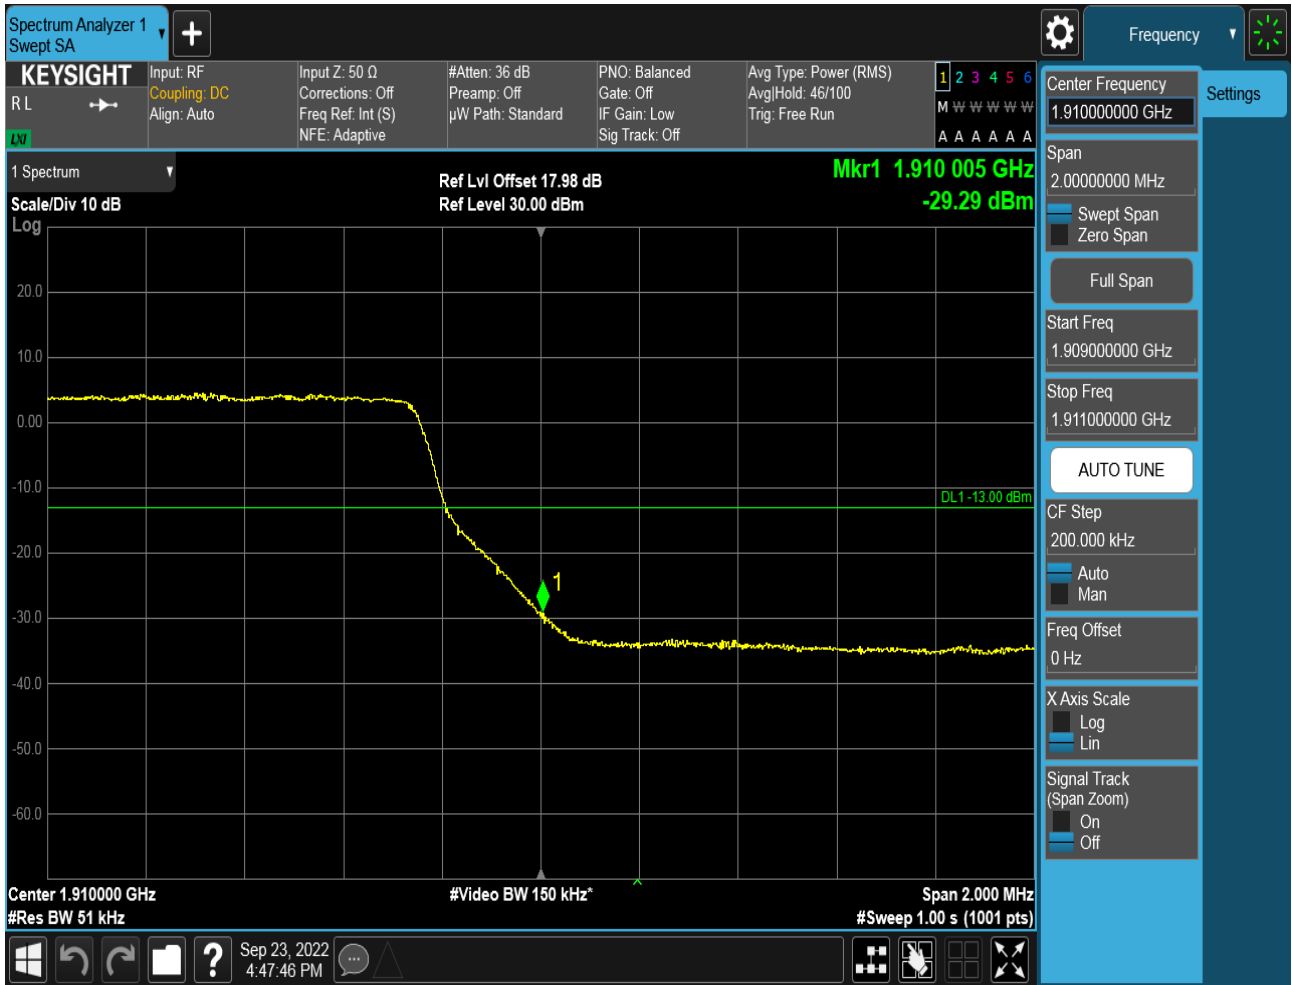 Spectrum Analyzer 1
Swept SA
Frequency
KEYSIGHT
R L
LXI
Input: RF
Coupling: DC
Align: Auto
Input Z: 50 Ω
Corrections: Off
Freq Ref: Int (S)
NFE: Adaptive
#Atten: 36 dB
Preamp: Off
µW Path: Standard
PNO: Balanced
Gate: Off
IF Gain: Low
Sig Track: Off
Avg Type: Power (RMS)
Avg|Hold: 46/100
Trig: Free Run
1 2 3 4 5 6
M W W W W W
A A A A A A
1 Spectrum
Scale/Div 10 dB
Log
Ref Lvl Offset 17.98 dB
Ref Level 30.00 dBm
Mkr1 1.910 005 GHz
-29.29 dBm
20.0
10.0
0.00
-10.0
-20.0
-30.0
-40.0
-50.0
-60.0
DL1 -13.00 dBm
1
Center 1.910000 GHz
#Res BW 51 kHz
#Video BW 150 kHz*
Span 2.000 MHz
#Sweep 1.00 s (1001 pts)
Center Frequency
1.910000000 GHz
Settings
Span
2.00000000 MHz
Swept Span
Zero Span
Full Span
Start Freq
1.909000000 GHz
Stop Freq
1.911000000 GHz
AUTO TUNE
CF Step
200.000 kHz
Auto
Man
Freq Offset
0 Hz
X Axis Scale
Log
Lin
Signal Track
(Span Zoom)
On
Off
?
Sep 23, 2022
4:47:46 PM